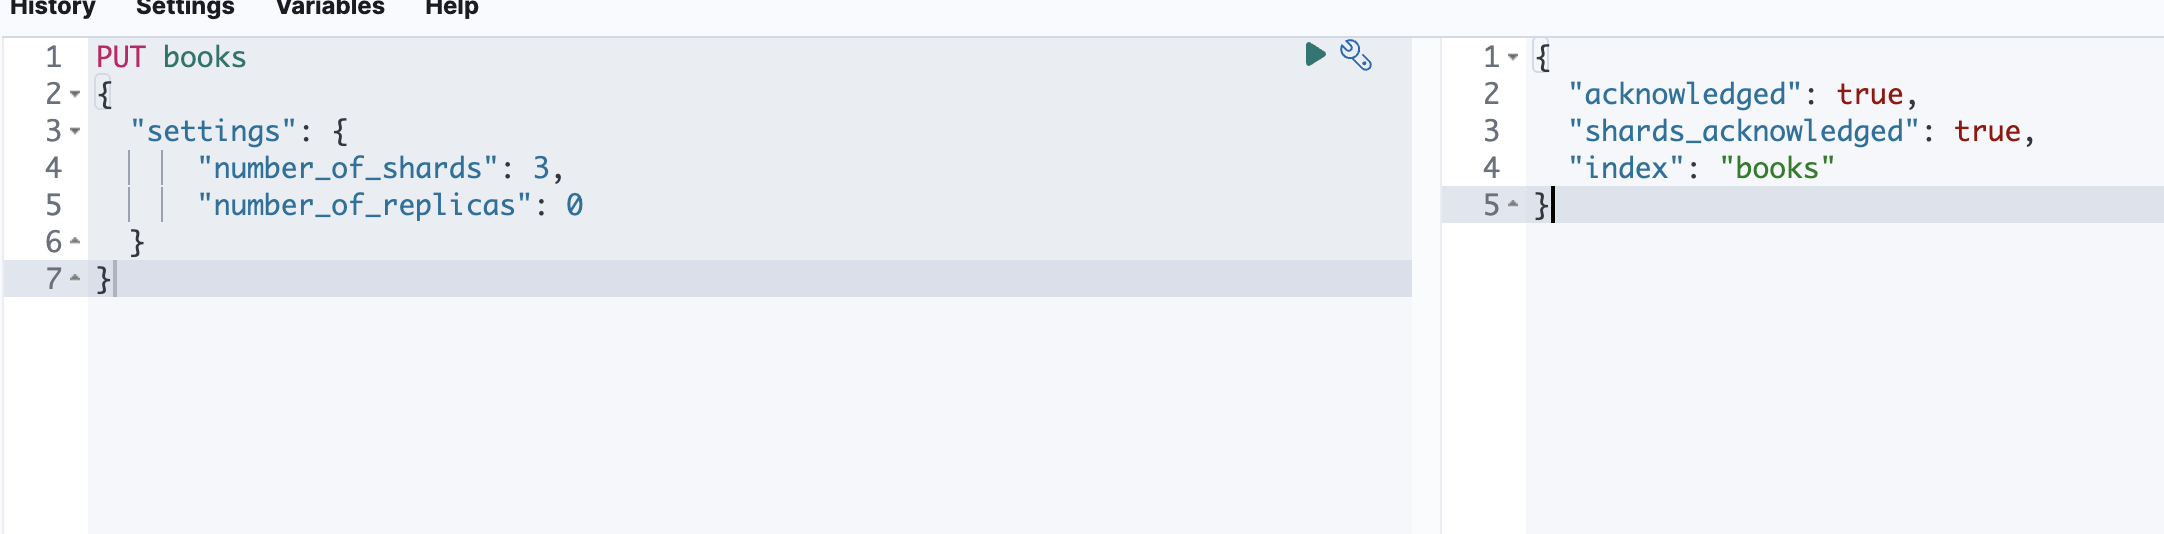 History Settings Variables Help
1 PUT books
2 {
3 "settings": {
4 "number_of_shards": 3,
5 "number_of_replicas": 0
6 }
7 }
1 {
2 "acknowledged": true,
3 "shards_acknowledged": true,
4 "index": "books"
5 }